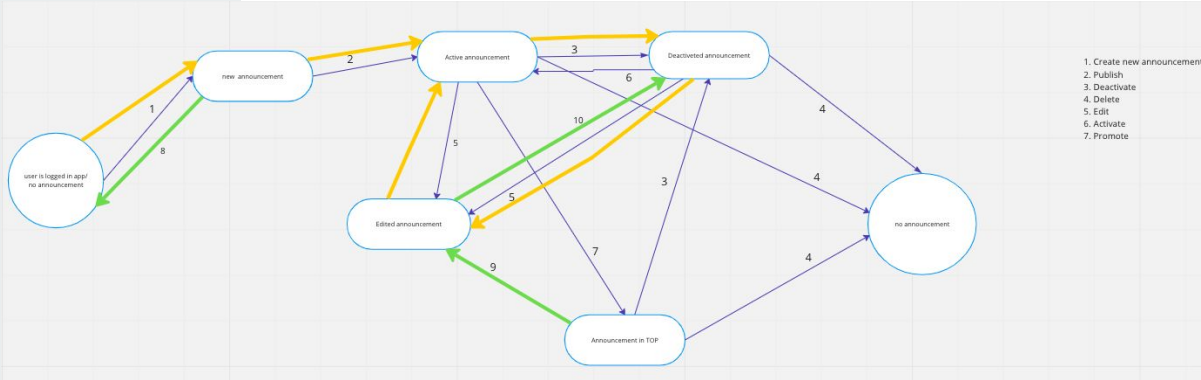 3
Active announcement
Deactiveted announcement
2
new  announcement
6
1. Create new announcement
2. Publish
3. Deactivate
4. Delete
5. Edit
6. Activate
7. Promote
1
4
10
5
8
user is logged in app/
no announcement
3
4
5
Edited announcement
no announcement
7
4
9
Announcement in TOP